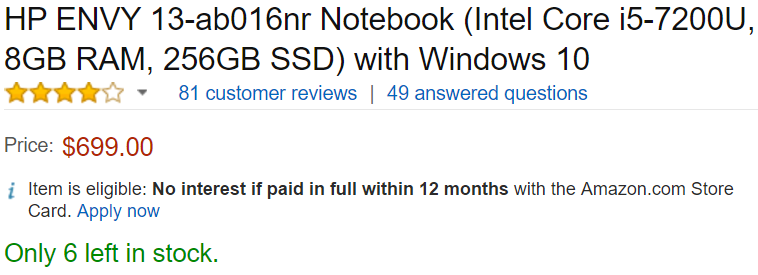 HP ENVY 13-ab016nr Notebook (Intel Core i5-7200U,
8GB RAM, 256GB SSD) with Windows 10
81 customer reviews | 49 answered questions
Price: $699.00
i Item is eligible: No interest if paid in full within 12 months with the Amazon.com Store
Card. Apply now
Only 6 left in stock.